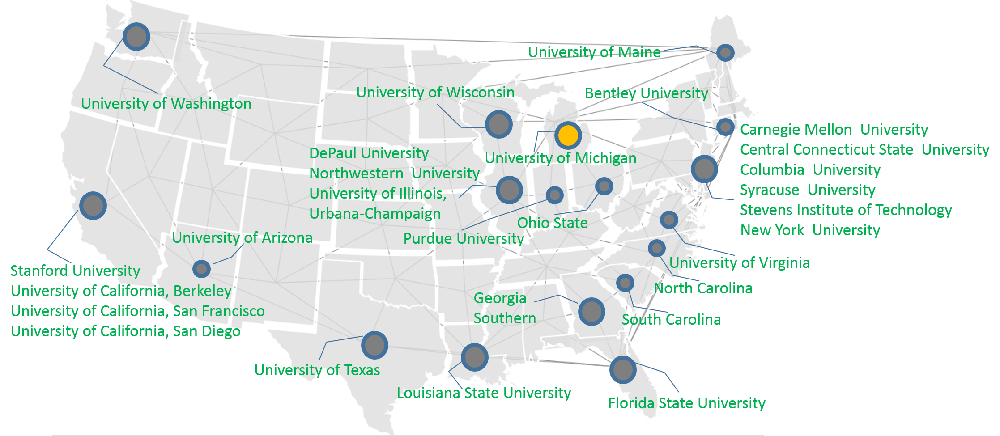 University of Maine
University of Wisconsin
Bentley University
University of Washington
Carnegie Mellon  University
Central Connecticut State  University
Columbia  University
Syracuse  University
Stevens Institute of Technology
New York  University
DePaul University
Northwestern  University
University of Illinois,
Urbana-Champaign
University of Michigan
Ohio State
Purdue University
University of Arizona
University of Virginia
North Carolina
Stanford University
University of California, Berkeley
University of California, San Francisco
University of California, San Diego
Georgia
Southern
South Carolina
University of Texas
Louisiana State University
Florida State University